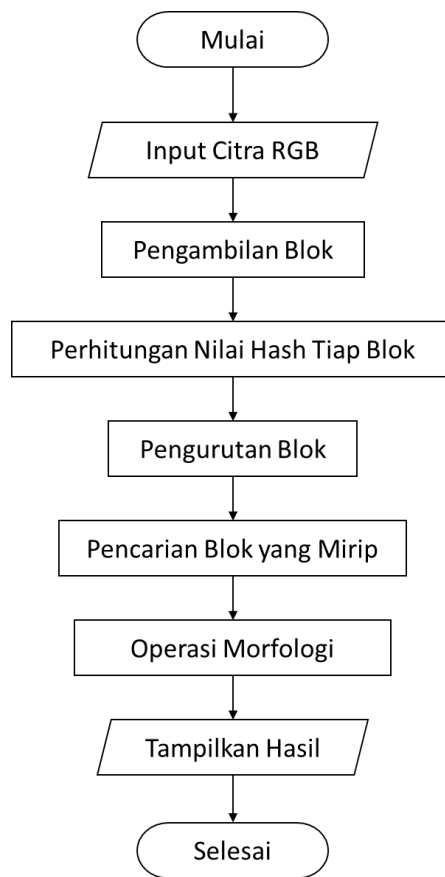 Mulai
Input Citra RGB
Pengambilan Blok
Perhitungan Nilai Hash Tiap Blok
Pengurutan Blok
Pencarian Blok yang Mirip
Operasi Morfologi
Tampilkan Hasil
Selesai